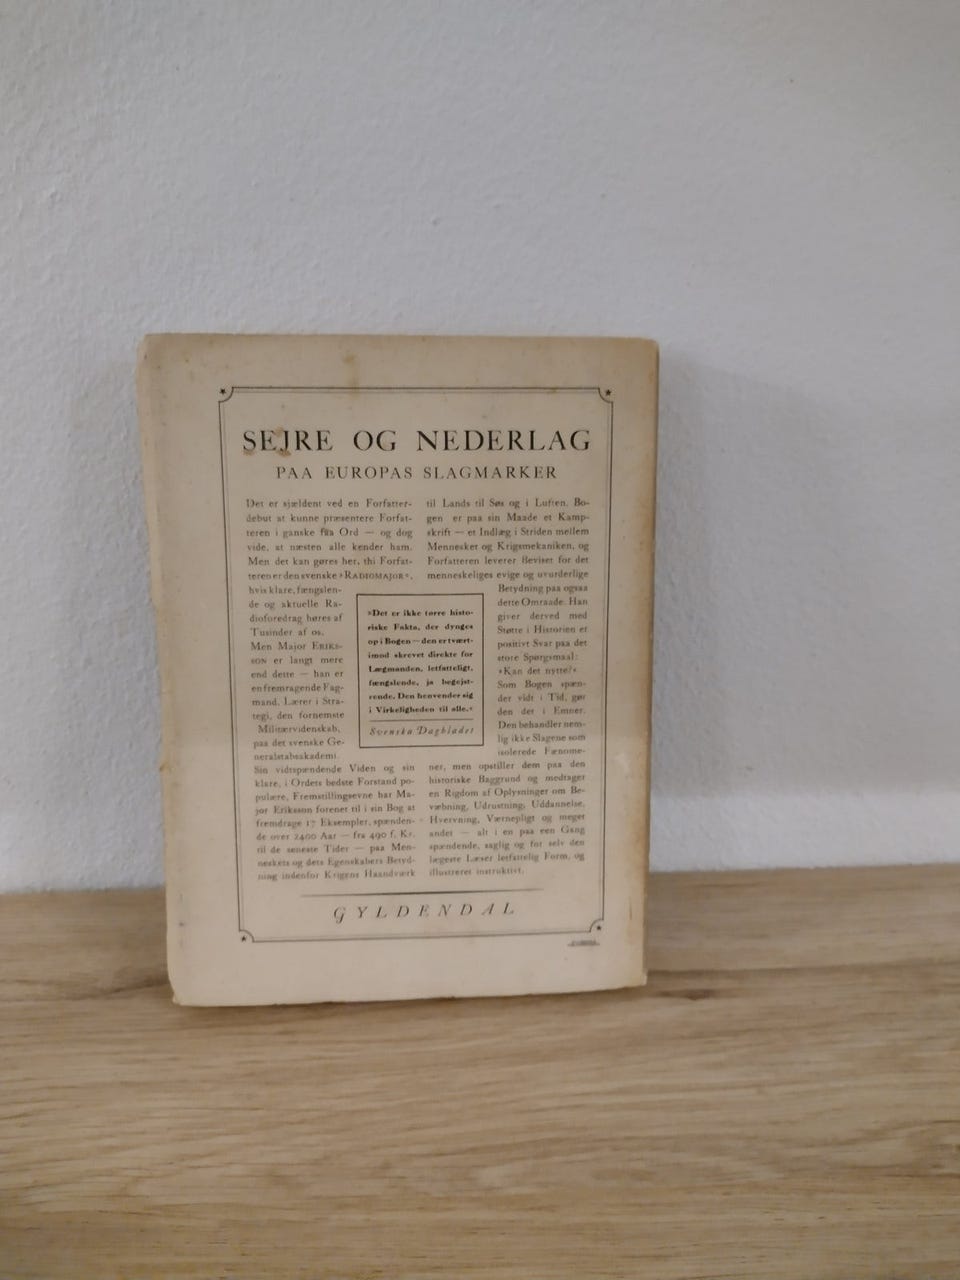 SEJRE OG NEDERLAG
PAA EUROPAS SLAGMARKER
Det er sjældent ved en Forfatter-
debut at kunne præsentere Forfat-
teren i ganske faa Ord — og dog
vide, at næsten alle kender ham.
Men det kan gøres her, thi Forfat-
teren er den svenske »RADIOMAJOR«,
hvis klare, fængslen-
de og aktuelle Ra-
dioforedrag høres af
Tusinder af os.
Men Major ERIKS-
SON er langt mere
end dette — han er
en fremragende Fag-
mand, Lærer i Stra-
tegi, den fornemste
Militærvidenskab,
paa det svenske Ge-
neralstabsakademi.
Sin vidtspændende Viden og sin
klare, i Ordets bedste Forstand po-
pulære, Fremstillingsevne har Ma-
jor Eriksson forenet til i sin Bog at
fremdrage 17 Eksempler, spænden-
de over 2400 Aar — fra 490 f. Kr.
til de seneste Tider — paa Men-
neskets og dets Egenskabers Betyd-
ning indenfor Krigens Haandværk
»Det er ikke tørre histo-
riske Fakta, der dynges
op i Bogen — den er tvært-
imod skrevet direkte for
Lægmanden, letfatteligt,
fængslende, ja begejst-
rende. Den henvender sig
i Virkeligheden til alle.«
Svenska Dagbladet
til Lands til Søs og i Luften. Bo-
gen er paa sin Maade et Kamp-
skrift — et Indlæg i Striden mellem
Mennesket og Krigsmekaniken, og
Forfatteren leverer Beviset for det
menneskeliges evige og uvurderlige
Betydning paa ogsaa
dette Omraade. Han
giver derved med
Støtte i Historien et
positivt Svar paa det
store Spørgsmaal:
»Kan det nytte?«
Som Bogen spæn-
der vidt i Tid, gør
den det i Emner.
Den behandler nem-
lig ikke Slagene som
isolerede Fænome-
ner, men opstiller dem paa den
historiske Baggrund og medtager
en Rigdom af Oplysninger om Be-
væbning, Udrustning, Uddannelse,
Hvervning, Værnepligt og meget
andet — alt i en paa een Gang
spændende, saglig og for selv den
lægeste Læser letfattelig Form, og
illustreret instruktivt.
GYLDENDAL